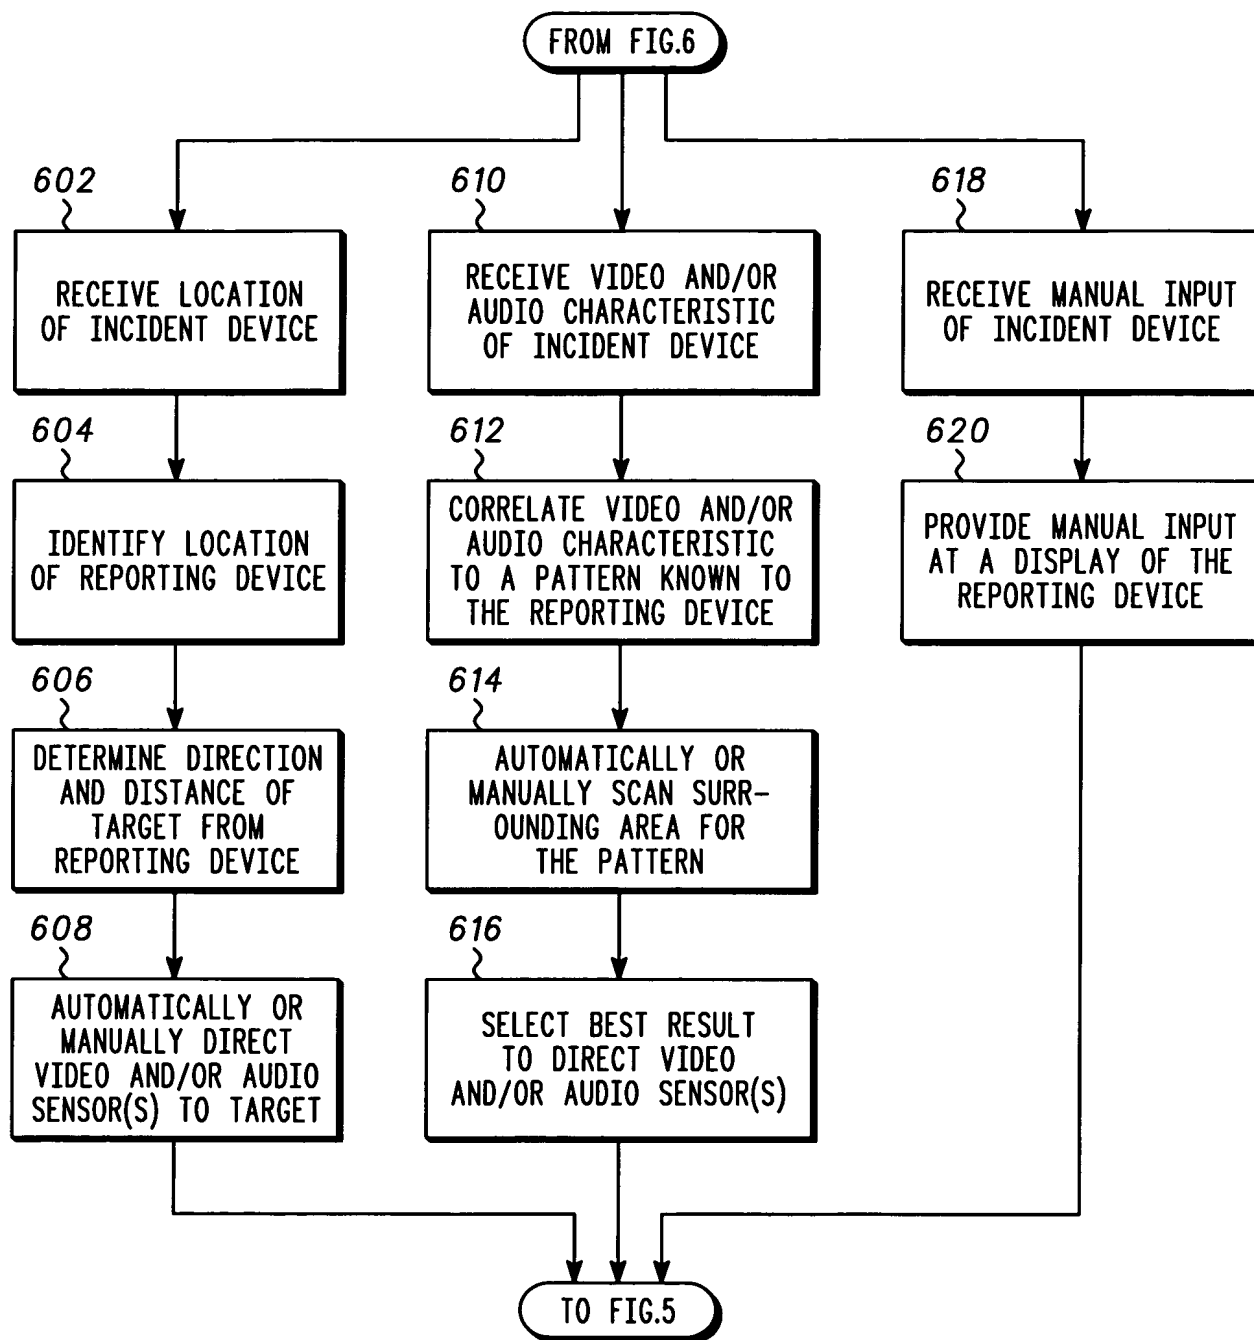 FROM FIG.6
602
RECEIVE LOCATION
OF INCIDENT DEVICE
604
IDENTIFY LOCATION
OF REPORTING DEVICE
606
DETERMINE DIRECTION
AND DISTANCE OF
TARGET FROM
REPORTING DEVICE
608
AUTOMATICALLY OR
MANUALLY DIRECT
VIDEO AND/OR AUDIO
SENSOR(S) TO TARGET
610
RECEIVE VIDEO AND/OR
AUDIO CHARACTERISTIC
OF INCIDENT DEVICE
612
CORRELATE VIDEO AND/OR
AUDIO CHARACTERISTIC
TO A PATTERN KNOWN TO
THE REPORTING DEVICE
614
AUTOMATICALLY OR
MANUALLY SCAN SURR-
OUNDING AREA FOR
THE PATTERN
616
SELECT BEST RESULT
TO DIRECT VIDEO
AND/OR AUDIO SENSOR(S)
618
RECEIVE MANUAL INPUT
OF INCIDENT DEVICE
620
PROVIDE MANUAL INPUT
AT A DISPLAY OF THE
REPORTING DEVICE
TO FIG.5